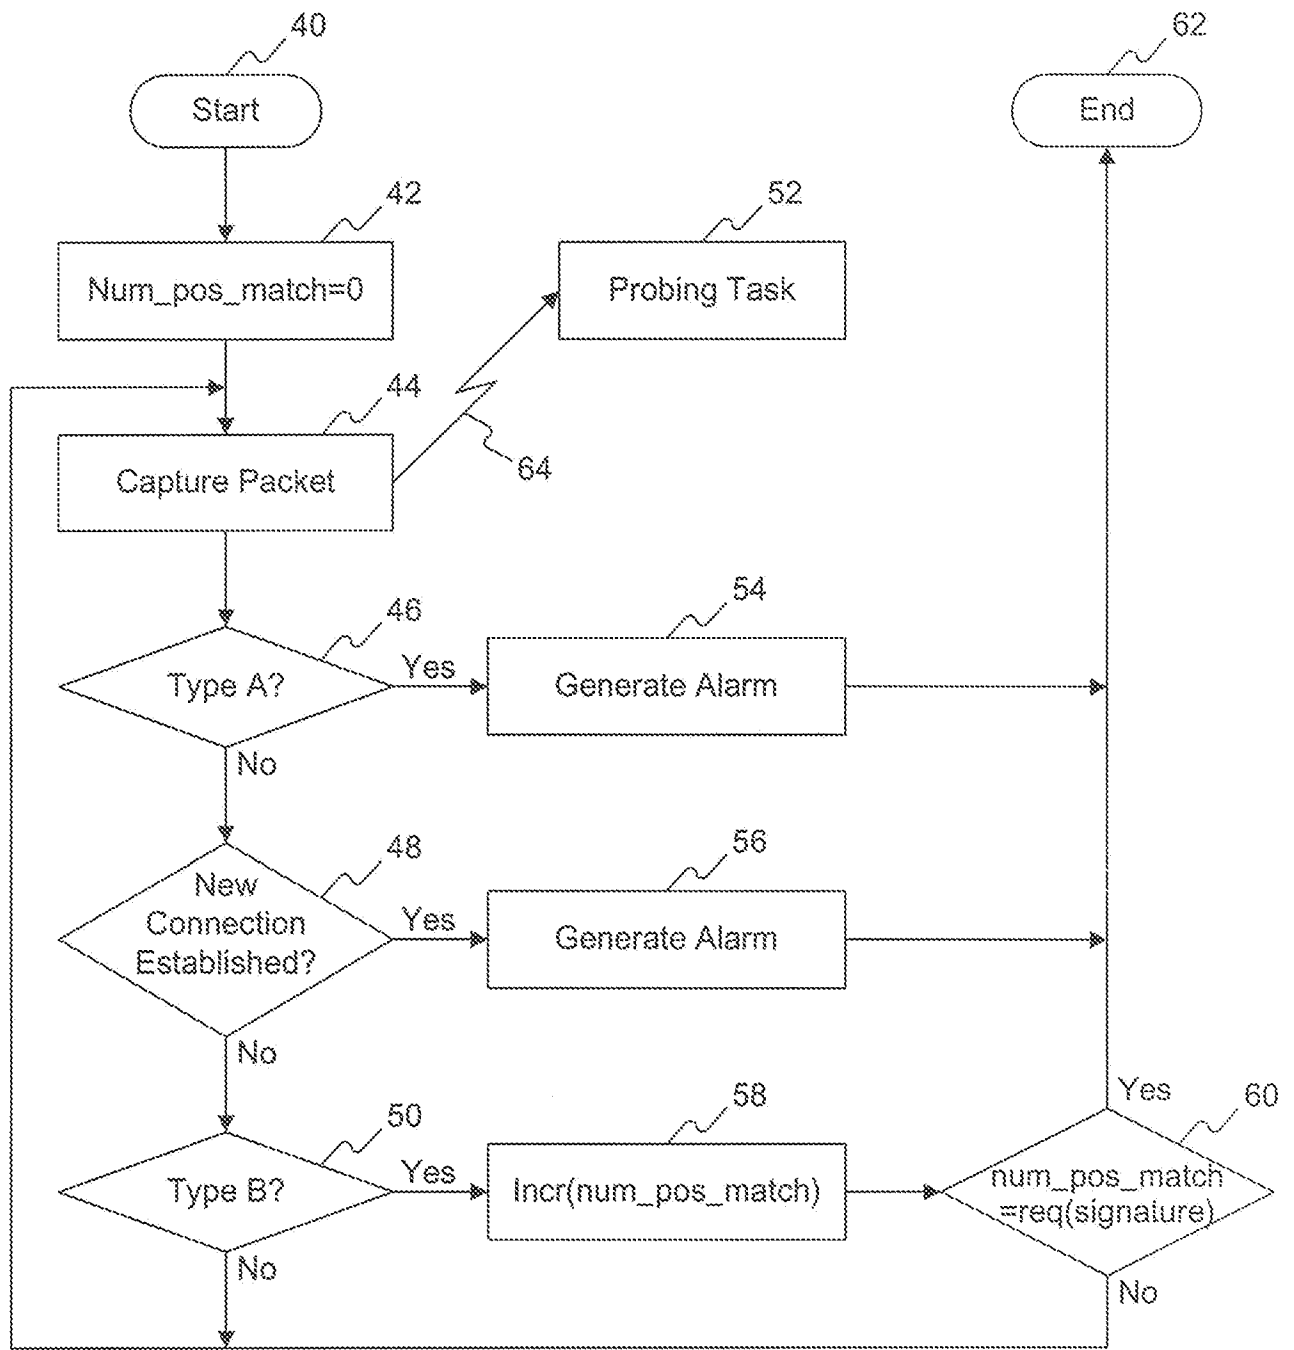 40
62
Start
End
42
52
Num_pos_match=0
Probing Task
44
Capture Packet
64
46
54
Type A?
Yes
Generate Alarm
No
48
56
New
Connection
Established?
Yes
Generate Alarm
No
50
58
Yes
60
Type B?
Yes
Incr(num_pos_match)
num_pos_match
=req(signature)
No
No